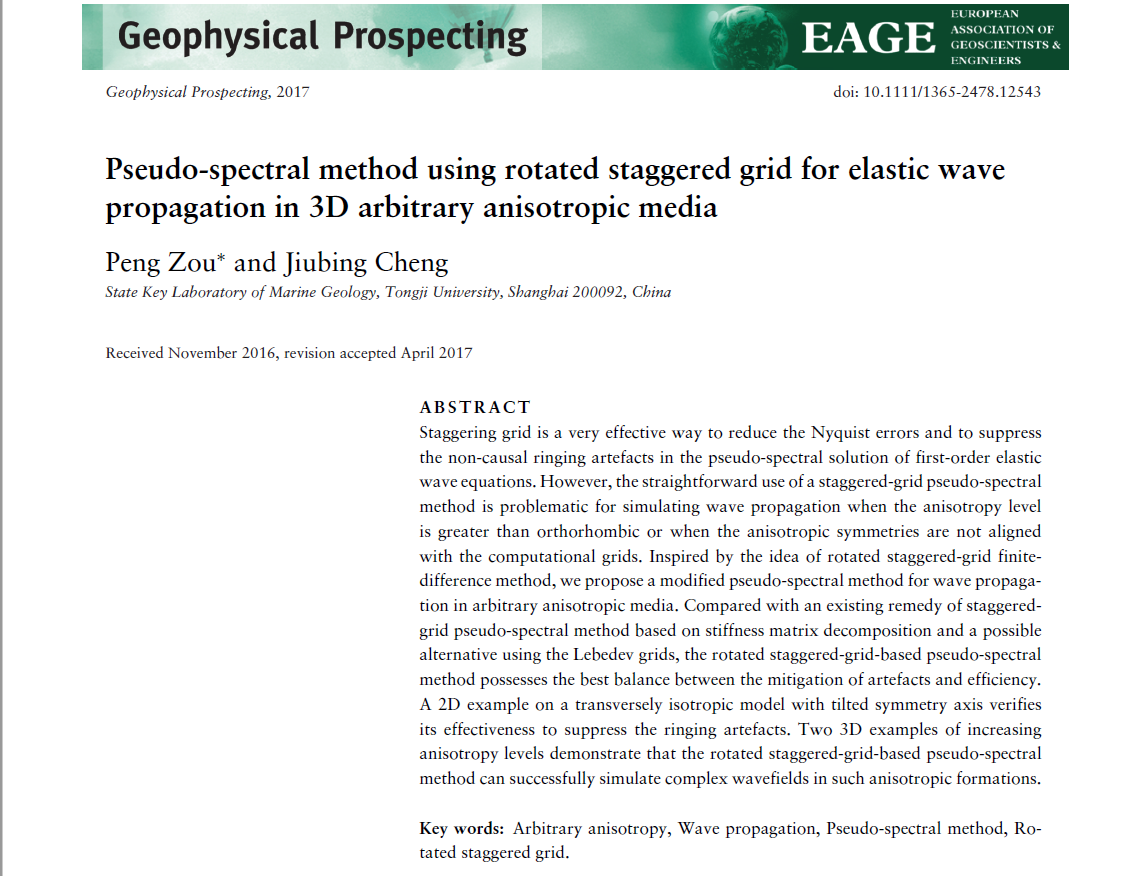 Geophysical Prospecting
EAGE
EUROPEAN
ASSOCIATION OF
GEOSCIENTISTS &
ENGINEERS
Geophysical Prospecting, 2017
doi: 10.1111/1365-2478.12543
Pseudo-spectral method using rotated staggered grid for elastic wave
propagation in 3D arbitrary anisotropic media
Peng Zou* and Jiubing Cheng
State Key Laboratory of Marine Geology, Tongji University, Shanghai 200092, China
Received November 2016, revision accepted April 2017
ABSTRACT
Staggering grid is a very effective way to reduce the Nyquist errors and to suppress
the non-causal ringing artefacts in the pseudo-spectral solution of first-order elastic
wave equations. However, the straightforward use of a staggered-grid pseudo-spectral
method is problematic for simulating wave propagation when the anisotropy level
is greater than orthorhombic or when the anisotropic symmetries are not aligned
with the computational grids. Inspired by the idea of rotated staggered-grid finite-
difference method, we propose a modified pseudo-spectral method for wave propaga-
tion in arbitrary anisotropic media. Compared with an existing remedy of staggered-
grid pseudo-spectral method based on stiffness matrix decomposition and a possible
alternative using the Lebedev grids, the rotated staggered-grid-based pseudo-spectral
method possesses the best balance between the mitigation of artefacts and efficiency.
A 2D example on a transversely isotropic model with tilted symmetry axis verifies
its effectiveness to suppress the ringing artefacts. Two 3D examples of increasing
anisotropy levels demonstrate that the rotated staggered-grid-based pseudo-spectral
method can successfully simulate complex wavefields in such anisotropic formations.
Key words: Arbitrary anisotropy, Wave propagation, Pseudo-spectral method, Ro-
tated staggered grid.